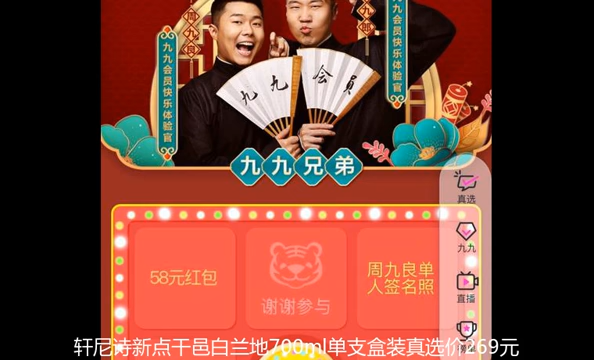 周九良
九九会员快乐体验官
九九会员快乐体验官
九九会员
九九兄弟
真选
九九
直播
58元红包
谢谢参与
周九良单
人签名照
轩尼诗新点干邑白兰地700ml单支盒装真选价269元